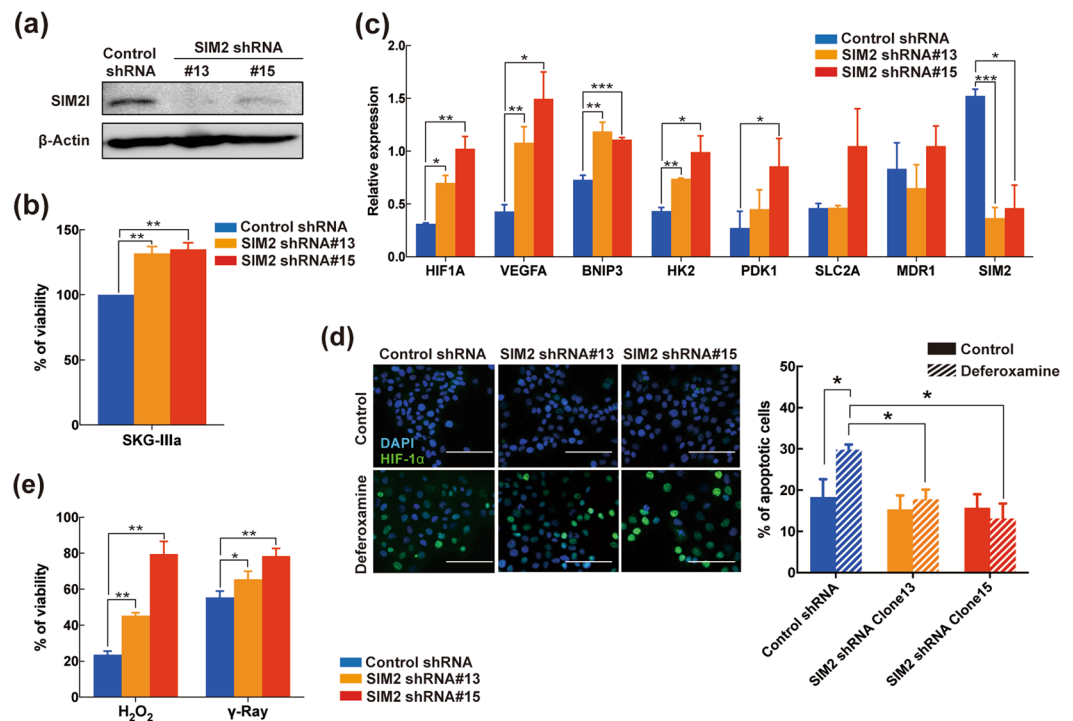 (a)
Control
shRNA
SIM2 shRNA
#13 #15
SIM2l
β-Actin
(b)
Control shRNA
SIM2 shRNA#13
SIM2 shRNA#15
% of viability
150
100
50
0
** **
SKG-IIIa
(c)
Control shRNA
SIM2 shRNA#13
SIM2 shRNA#15
Relative expression
2.0
1.5
1.0
0.5
0.0
** * ** * *** ** * ** * * ***
HIF1A VEGFA BNIP3 HK2 PDK1 SLC2A MDR1 SIM2
(d)
Control shRNA SIM2 shRNA#13 SIM2 shRNA#15
Control
DAPI
HIF-1α
Deferoxamine
Control
Deferoxamine
% of apoptotic cells
50
40
30
20
10
0
* * *
Control shRNA
SIM2 shRNA Clone13
SIM2 shRNA Clone15
(e)
% of viability
100
80
60
40
20
0
** ** ** *
H₂O₂ γ-Ray
Control shRNA
SIM2 shRNA#13
SIM2 shRNA#15